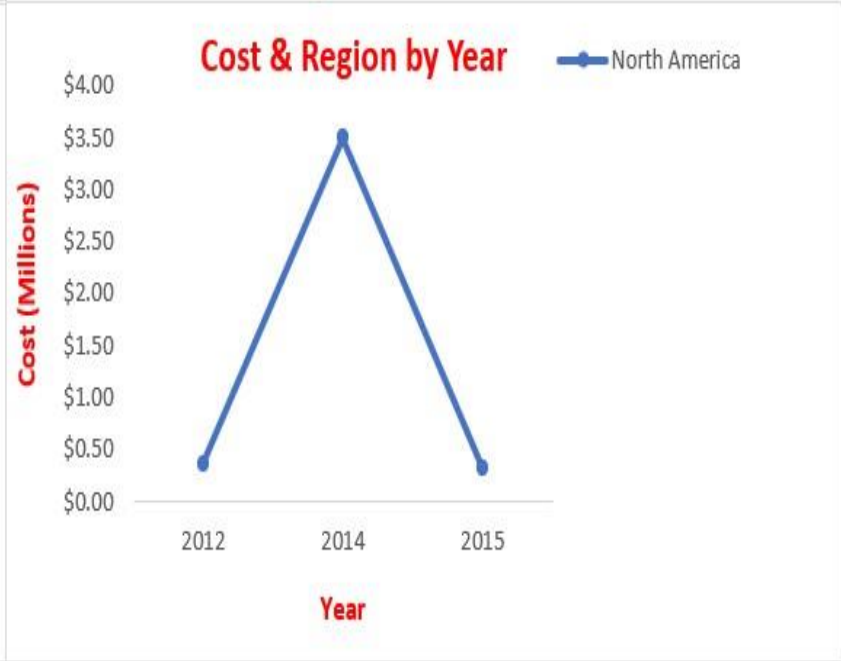 Cost & Region by Year
North America
Cost (Millions)
$4.00
$3.50
$3.00
$2.50
$2.00
$1.50
$1.00
$0.50
$0.00
2012 2014 2015
Year